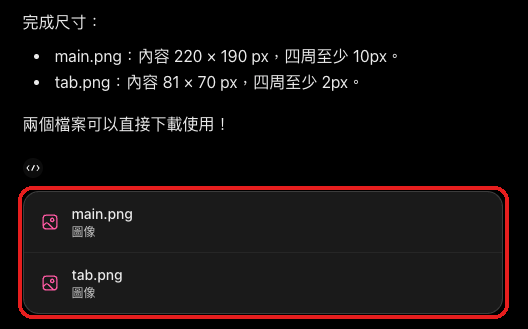 完成尺寸：
• main.png：內容 220 × 190 px，四周至少 10px。
• tab.png：內容 81 × 70 px，四周至少 2px。
兩個檔案可以直接下載使用！
main.png
圖像
tab.png
圖像